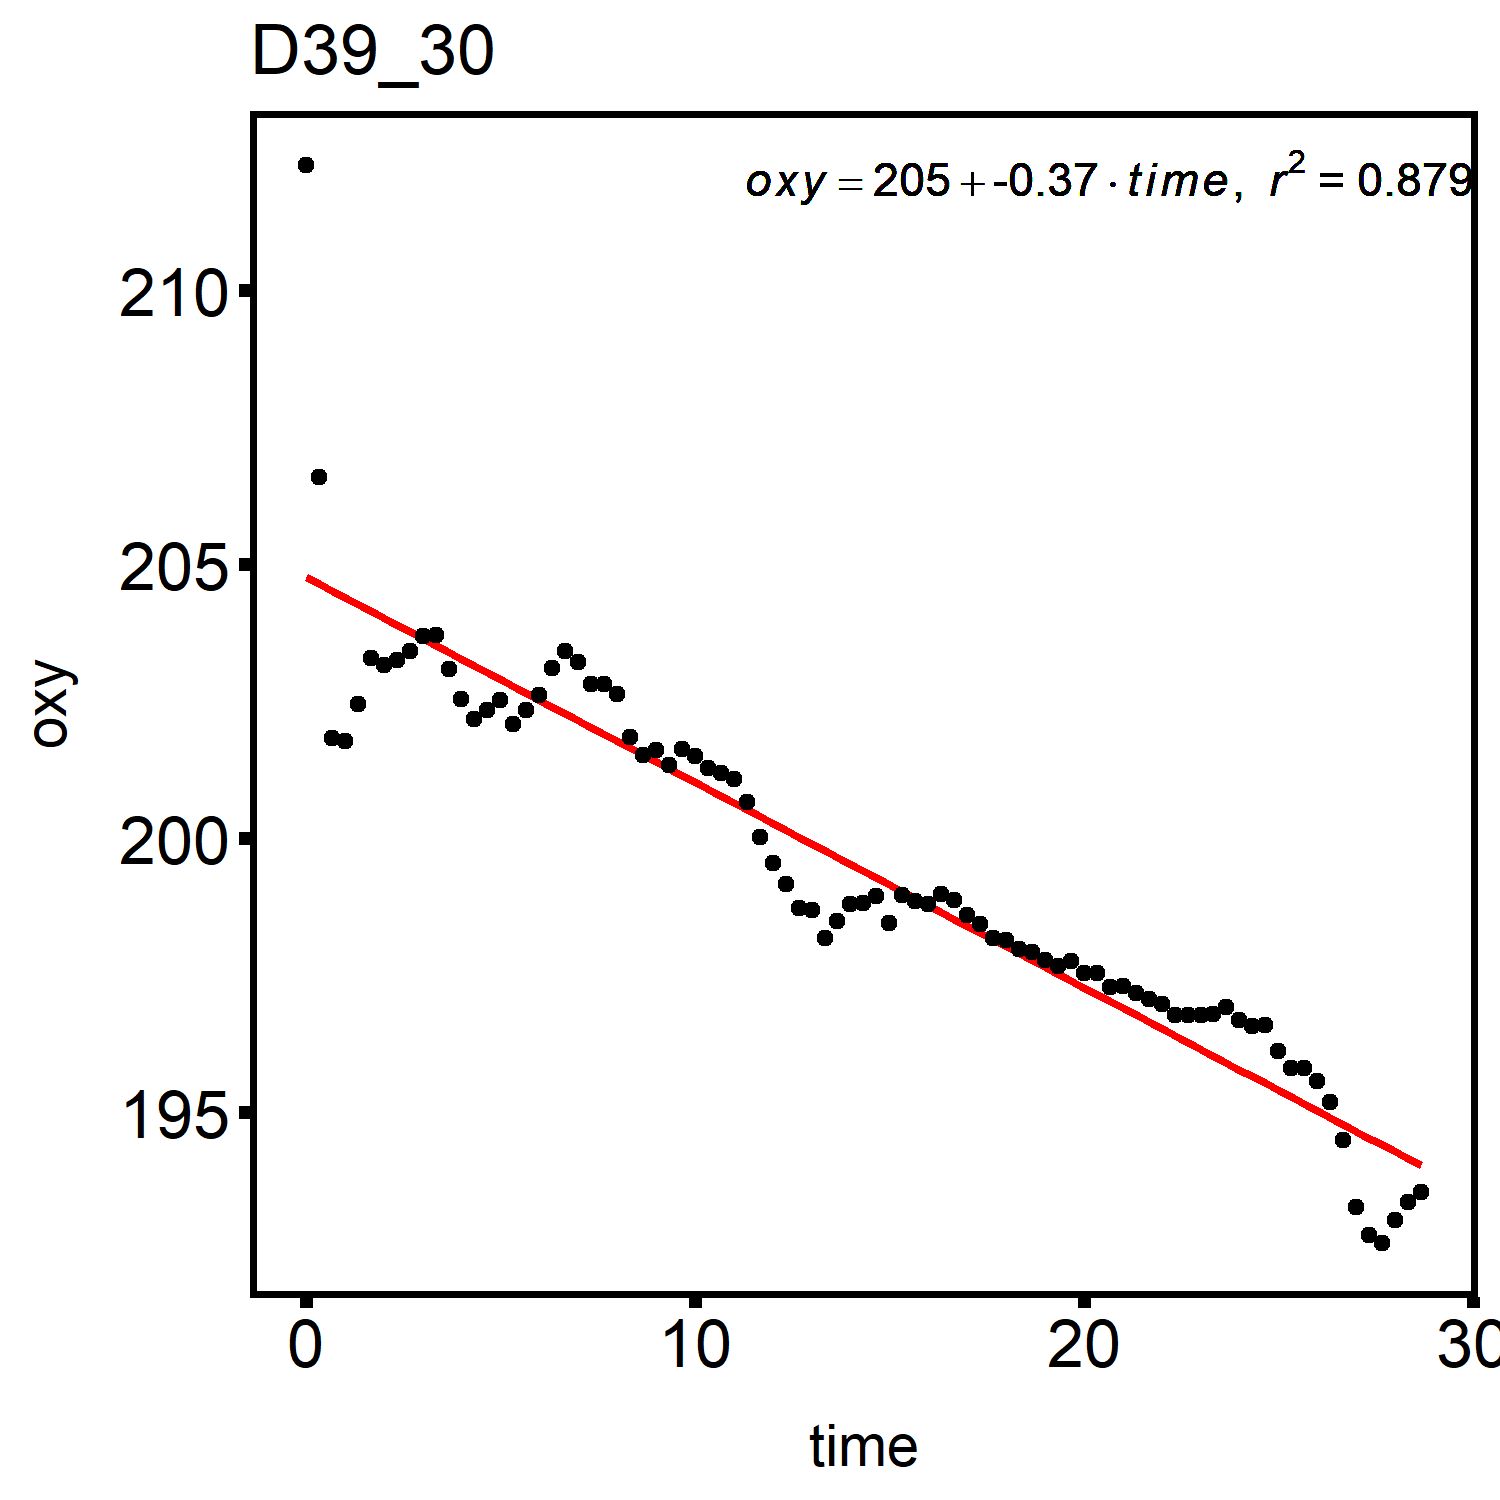 D39_30
oxy = 205 + -0.37 · time, r² = 0.879
210
205
200
195
oxy
0 10 20 30
time